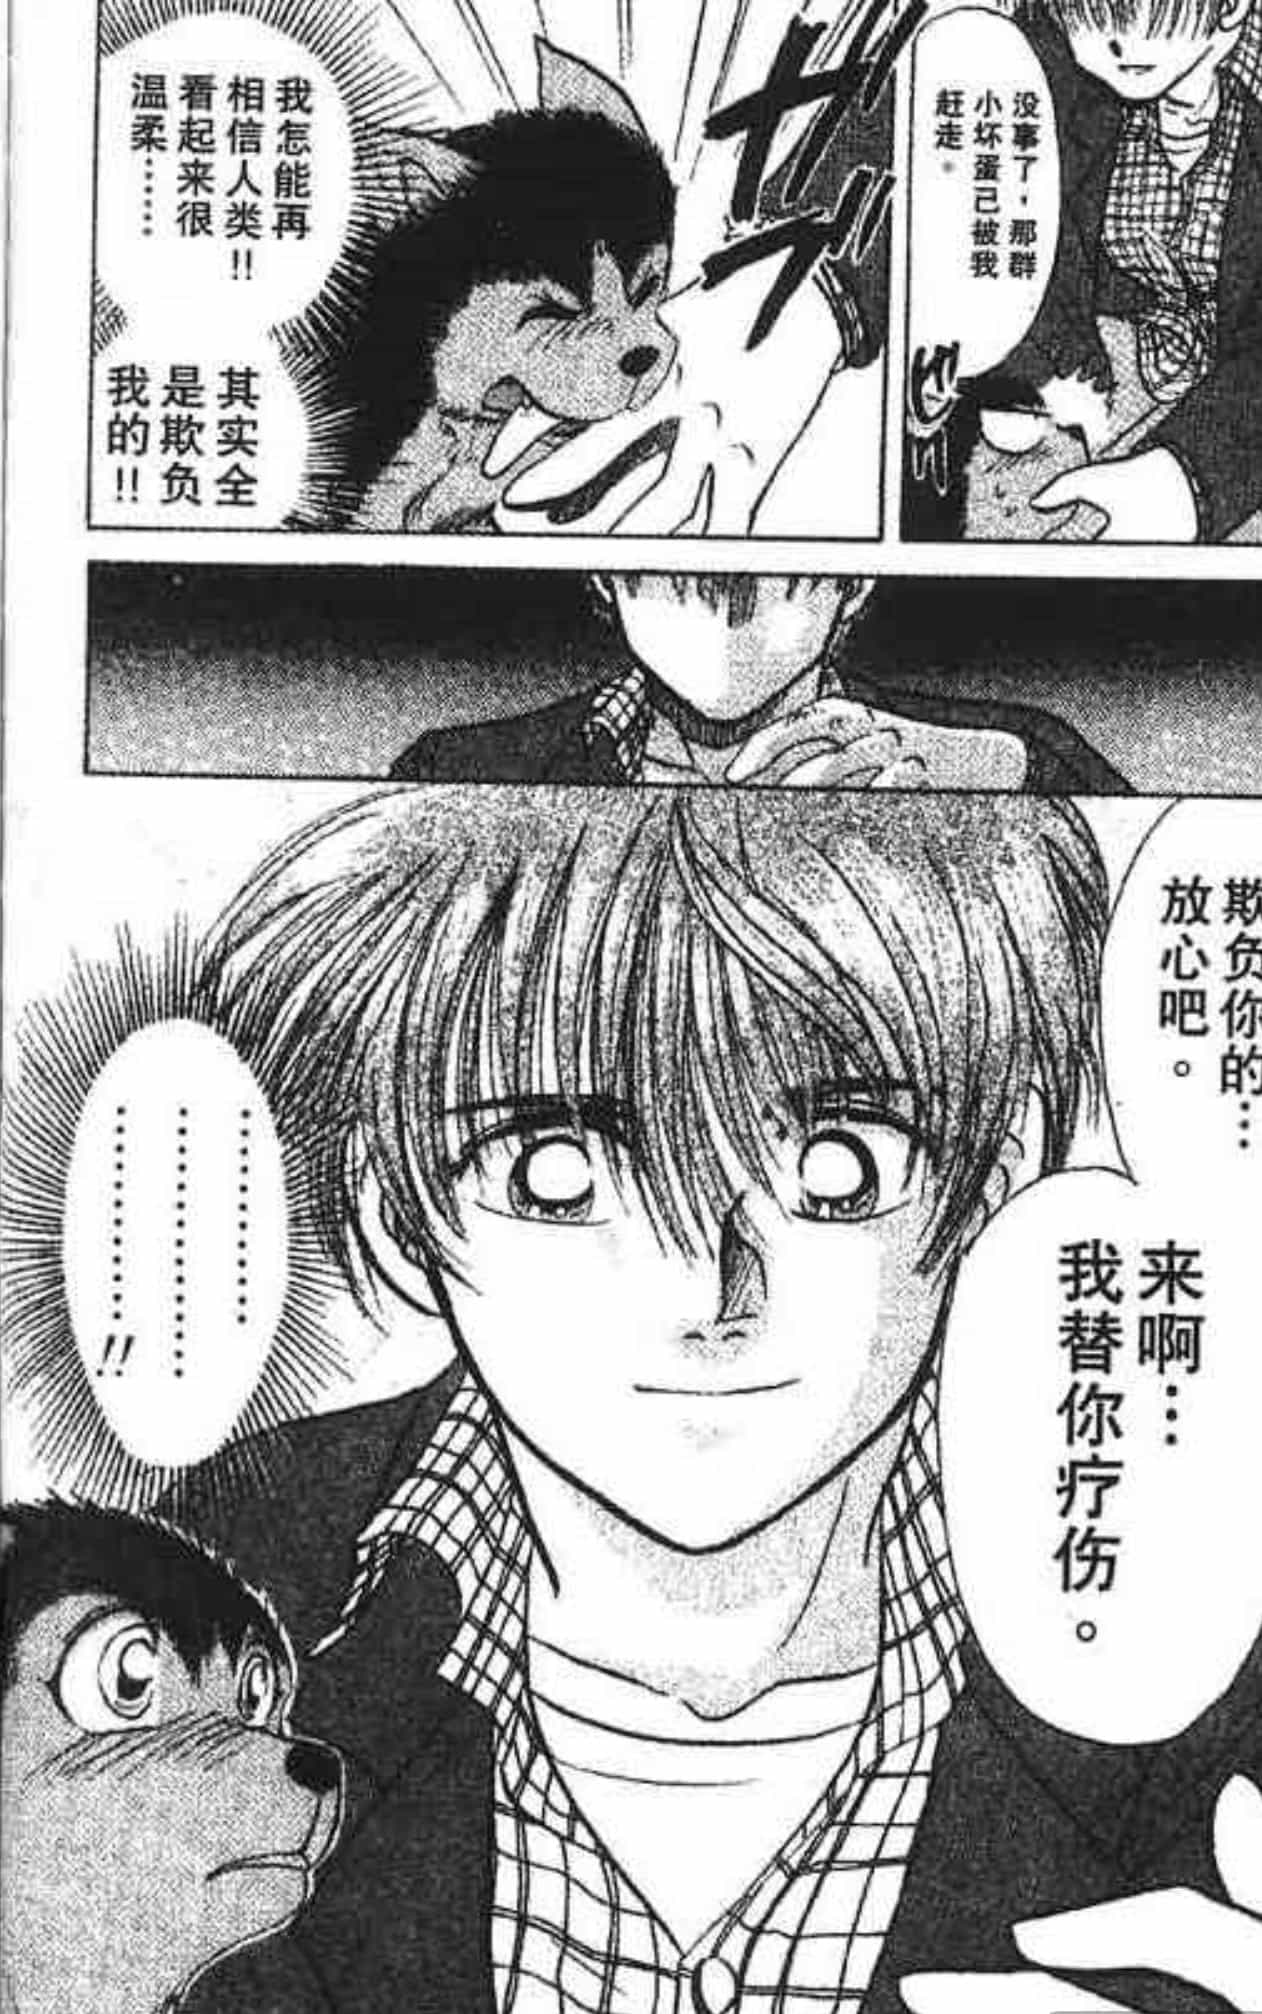 没事了，那群
小坏蛋已被我
赶走。
我怎能再
相信人类!!
看起来很
温柔……
其实全
是欺负
我的!!
欺负你的…
放心吧。
来啊…
我替你疗伤。
…………
……………
…………!!